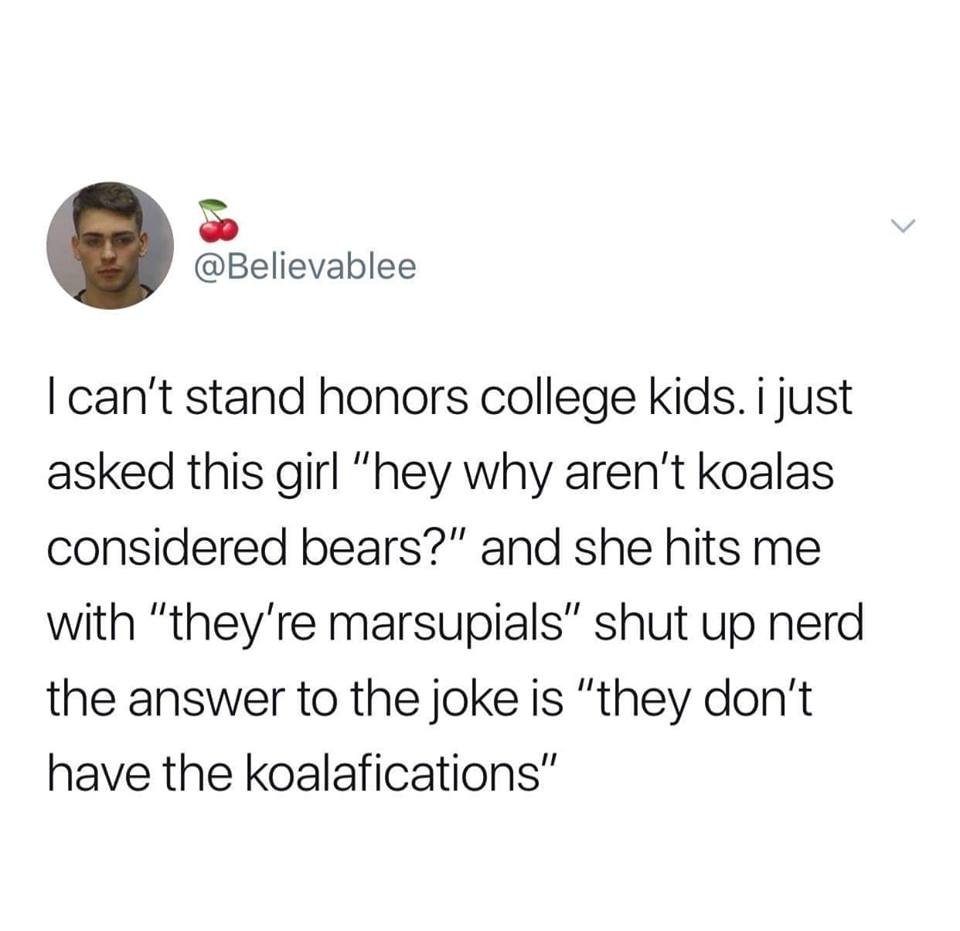 🍒
@Believablee
I can't stand honors college kids. i just
asked this girl "hey why aren't koalas
considered bears?" and she hits me
with "they're marsupials" shut up nerd
the answer to the joke is "they don't
have the koalafications"